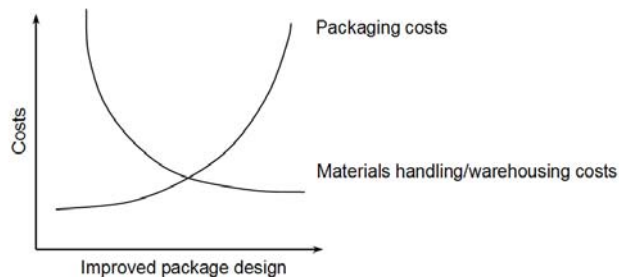 Packaging costs
Costs
Materials handling/warehousing costs
Improved package design